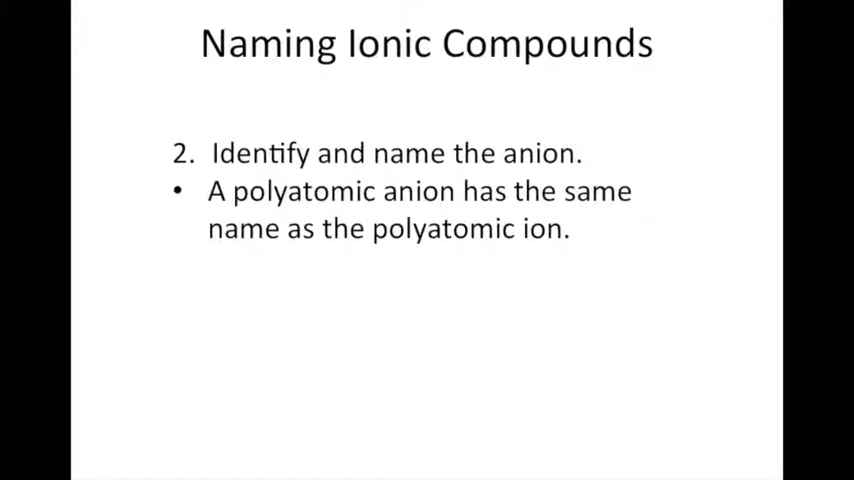 Naming Ionic Compounds
2. Identify and name the anion.
• A polyatomic anion has the same
name as the polyatomic ion.